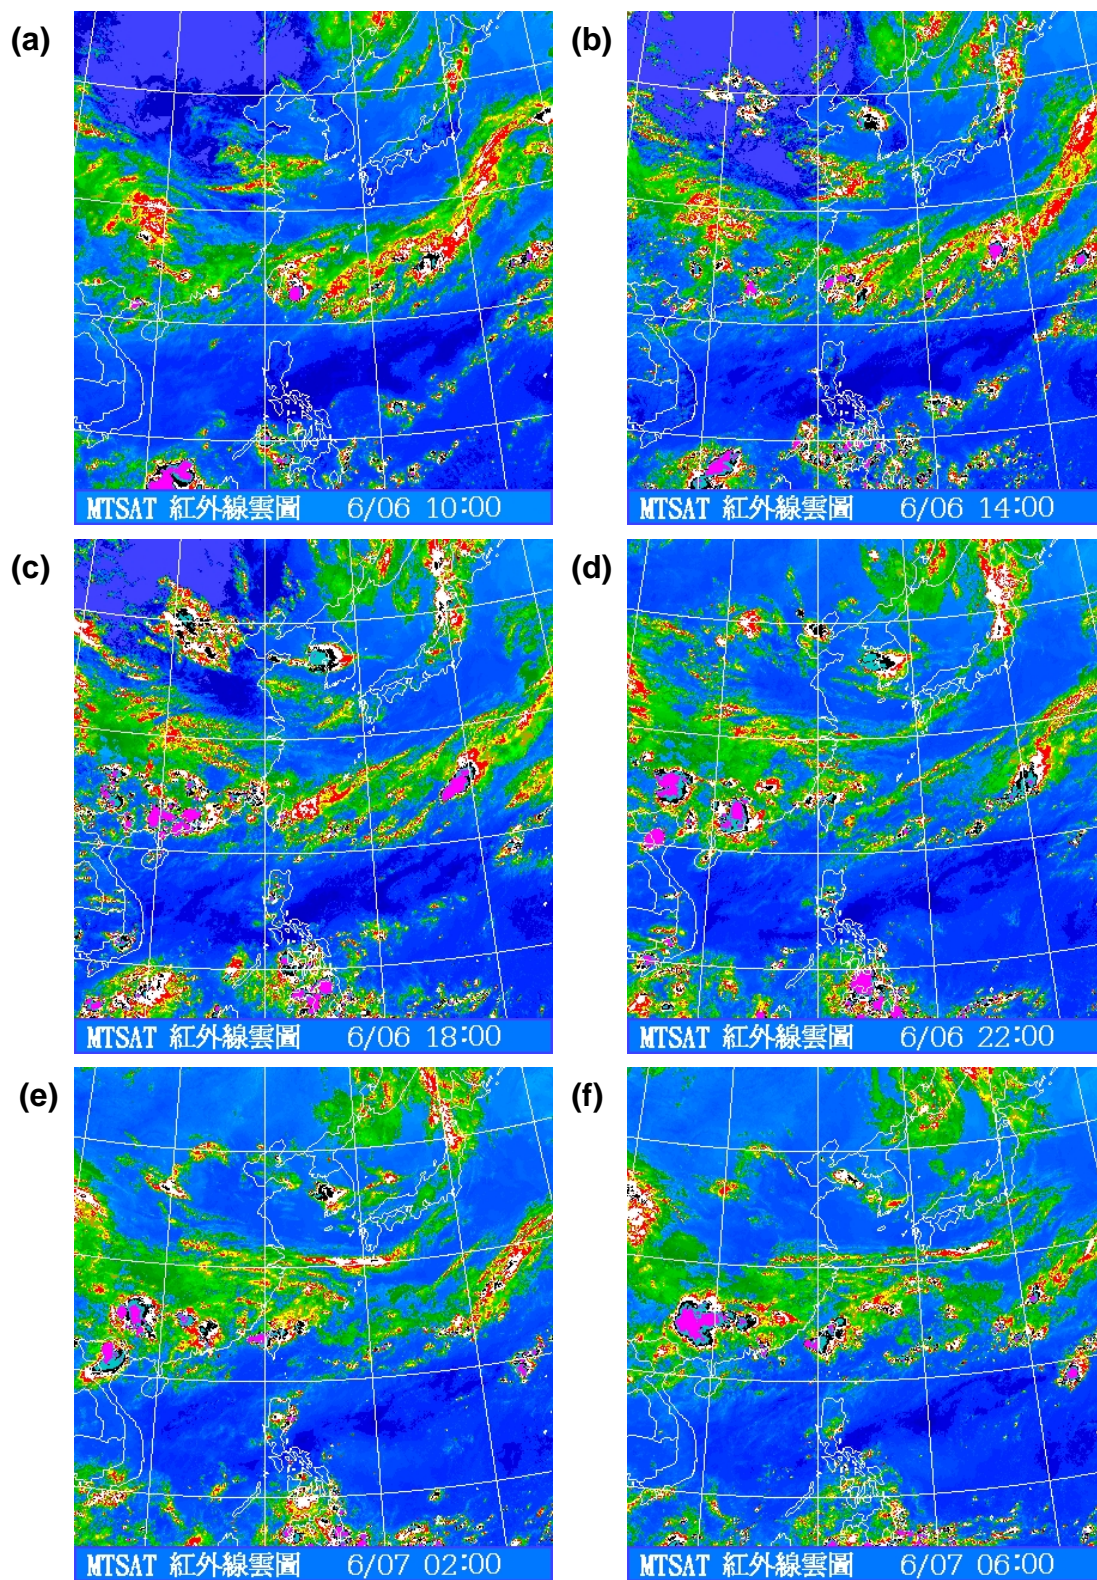 (a)
(b)
MTSAT 紅外線雲圖 6/06 10:00
MTSAT 紅外線雲圖 6/06 14:00
(c)
(d)
MTSAT 紅外線雲圖 6/06 18:00
MTSAT 紅外線雲圖 6/06 22:00
(e)
(f)
MTSAT 紅外線雲圖 6/07 02:00
MTSAT 紅外線雲圖 6/07 06:00